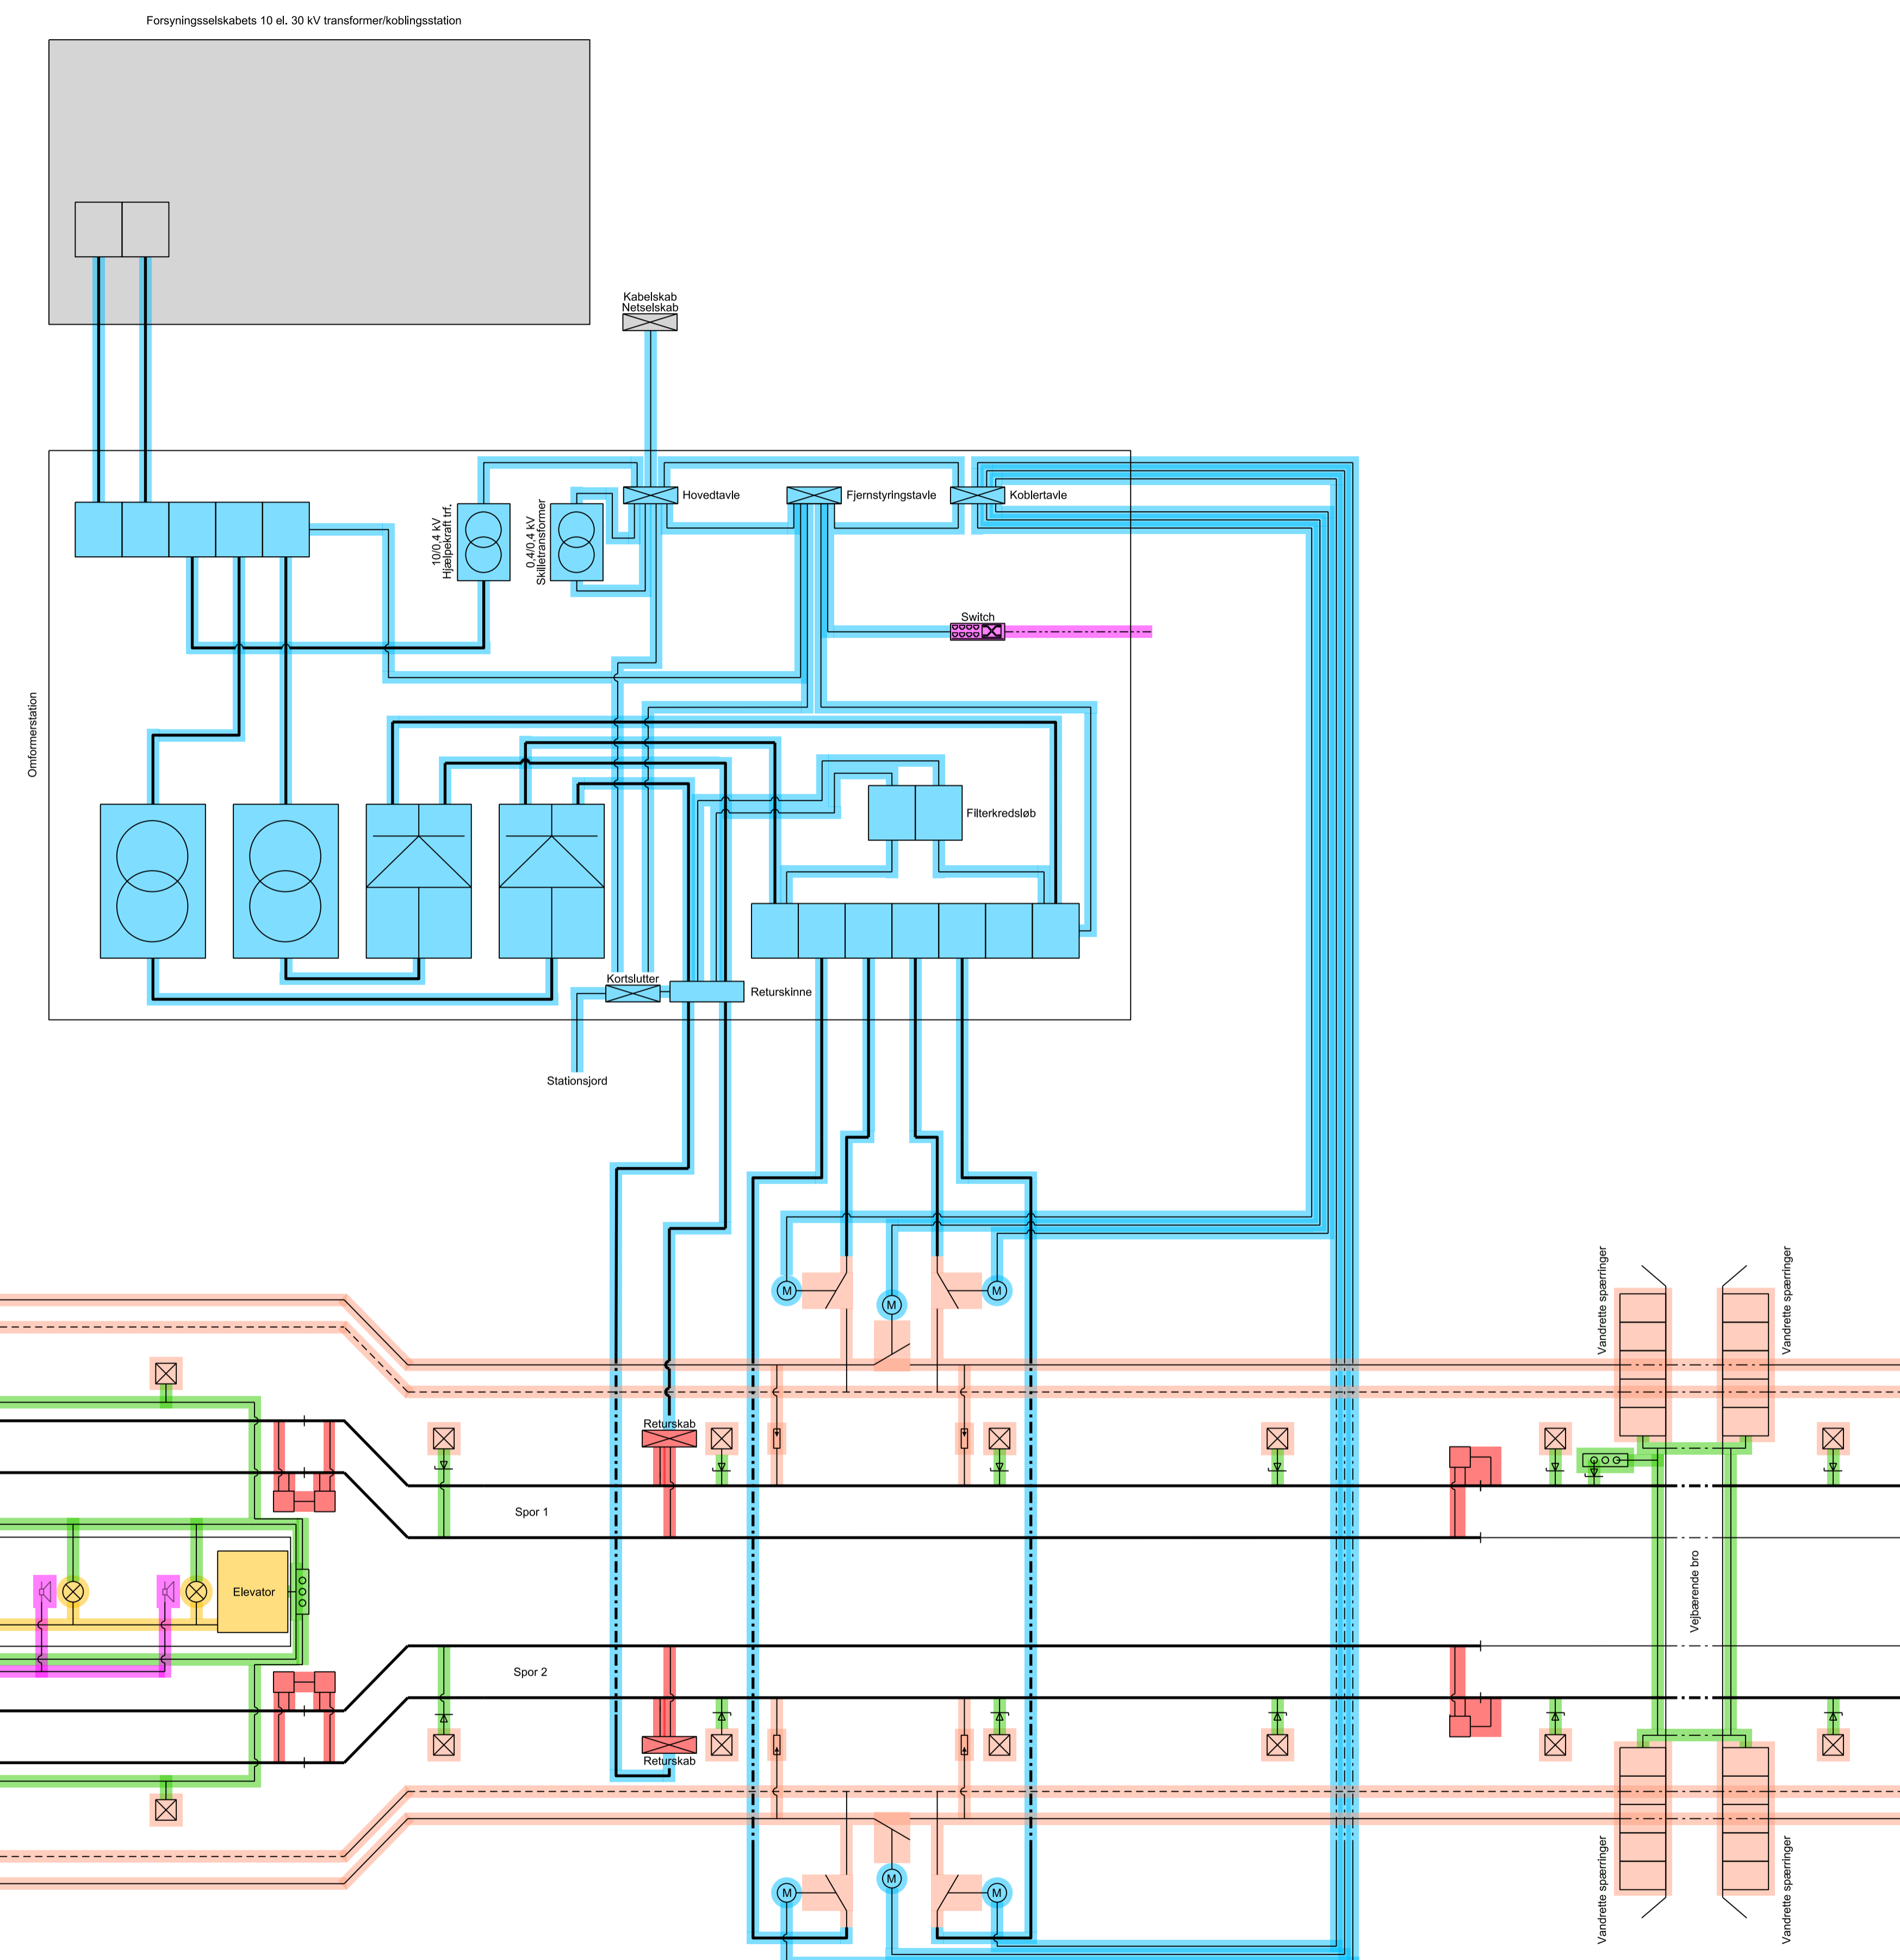 Forsyningsselskabets 10 el. 30 kV transformer/koblingsstation
Kabelskab
Netselskab
Hovedtavle
Fjernstyringstavle
Koblertavle
10/0,4 kV
Hjælpekraft trf.
0,4/0,4 kV
Skilletransformer
Switch
Omformerstation
Filterkredsløb
Kortslutter
Returskinne
Stationsjord
M
M
M
Vandrette spærringer
Vandrette spærringer
Returskab
Spor 1
Elevator
Vejbærende bro
Spor 2
Returskab
Vandrette spærringer
Vandrette spærringer
M
M
M